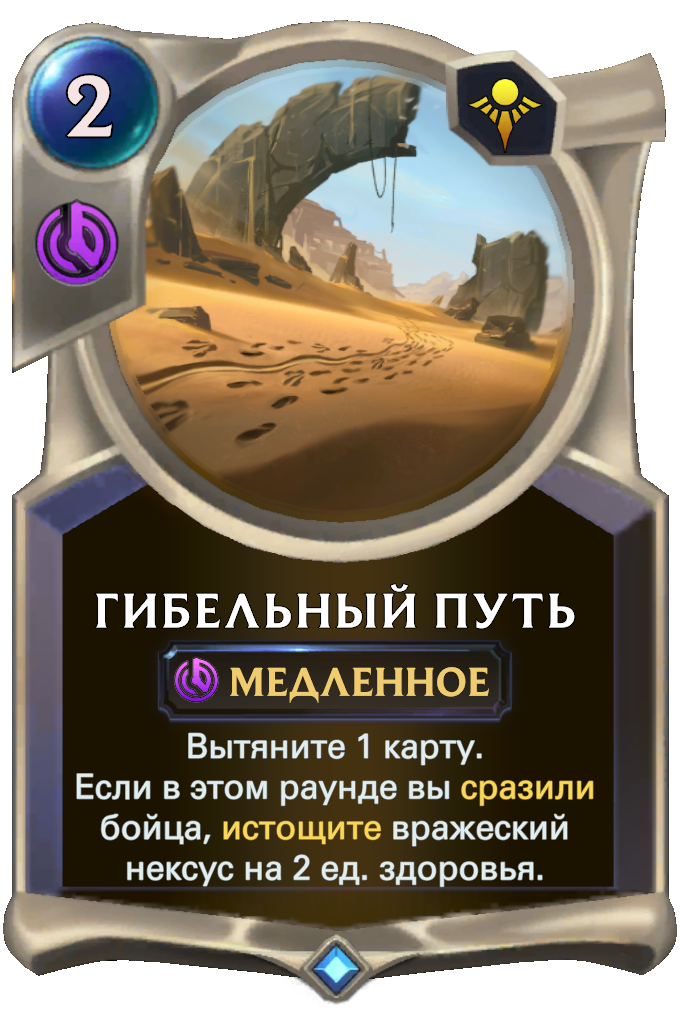 2
ГИБЕЛЬНЫЙ ПУТЬ
МЕДЛЕННОЕ
Вытяните 1 карту.
Если в этом раунде вы сразили
бойца, истощите вражеский
нексус на 2 ед. здоровья.